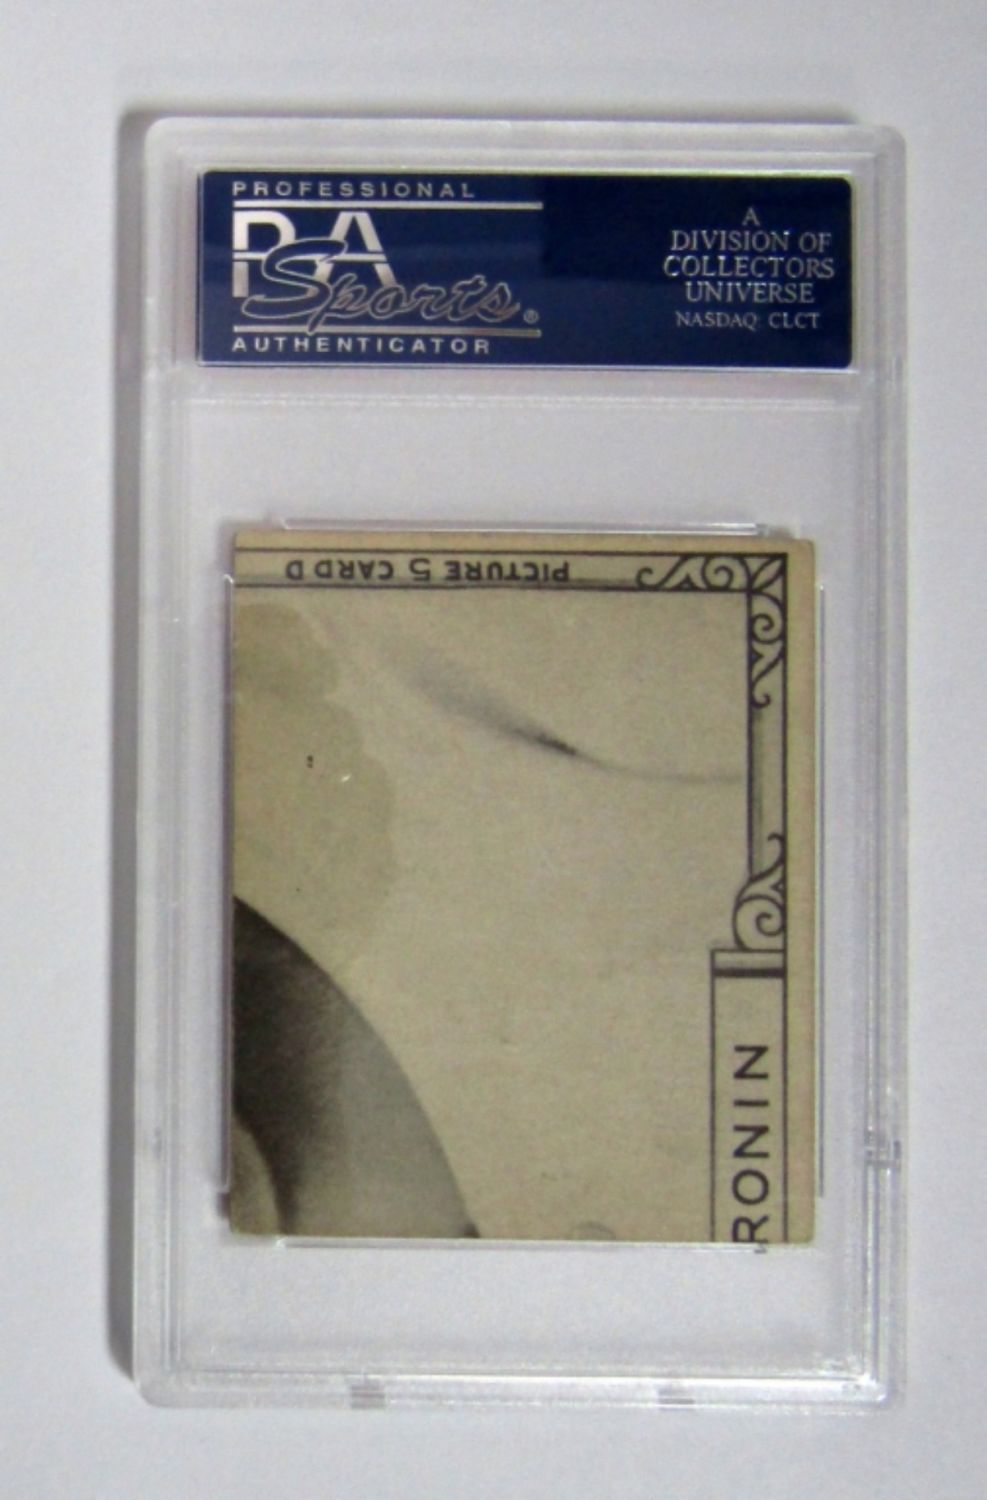 PROFESSIONAL
PSA
Sports®
AUTHENTICATOR
A
DIVISION OF
COLLECTORS
UNIVERSE
NASDAQ: CLCT
PICTURE 5 CARD D
RONIN